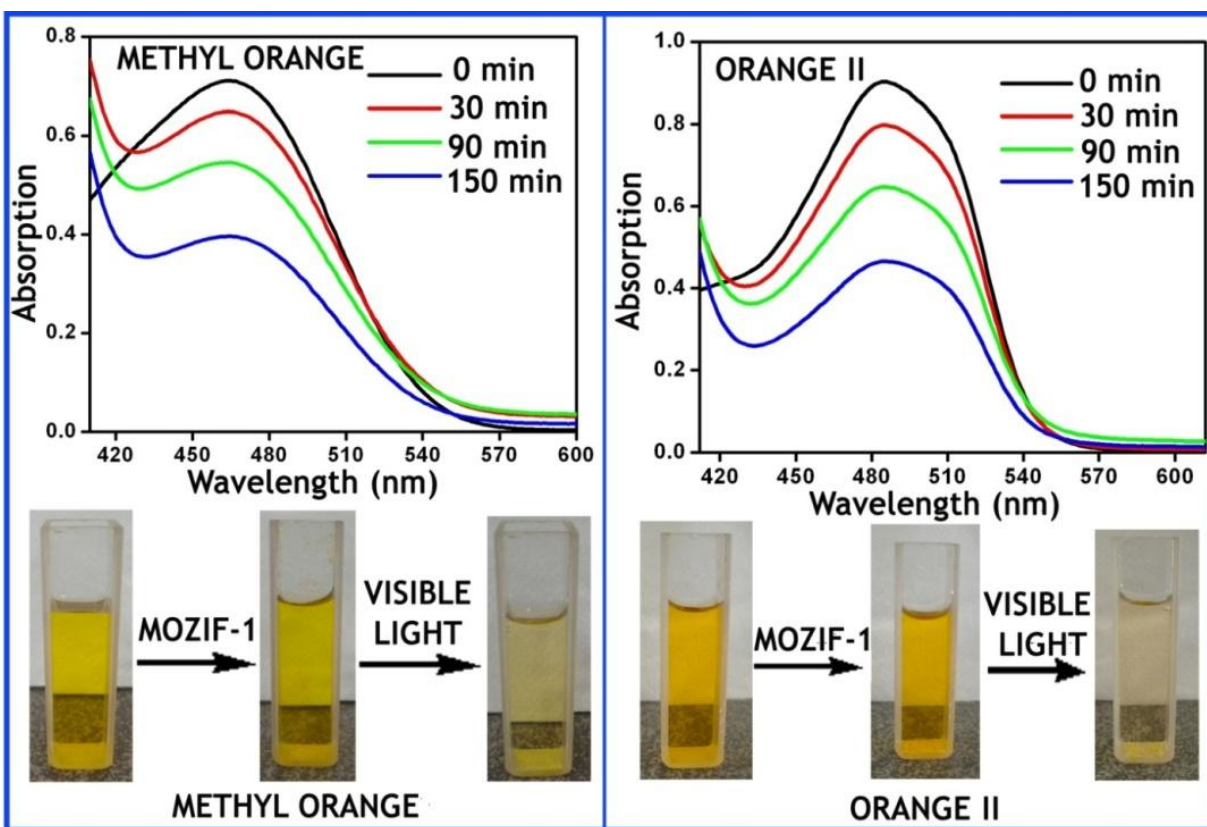 METHYL ORANGE
0 min
30 min
90 min
150 min
0.8
0.6
0.4
0.2
0.0
Absorption
420 450 480 510 540 570 600
Wavelength (nm)
MOZIF-1
VISIBLE
LIGHT
METHYL ORANGE
ORANGE II
0 min
30 min
90 min
150 min
1.0
0.8
0.6
0.4
0.2
0.0
Absorption
420 450 480 510 540 570 600
Wavelength (nm)
MOZIF-1
VISIBLE
LIGHT
ORANGE II